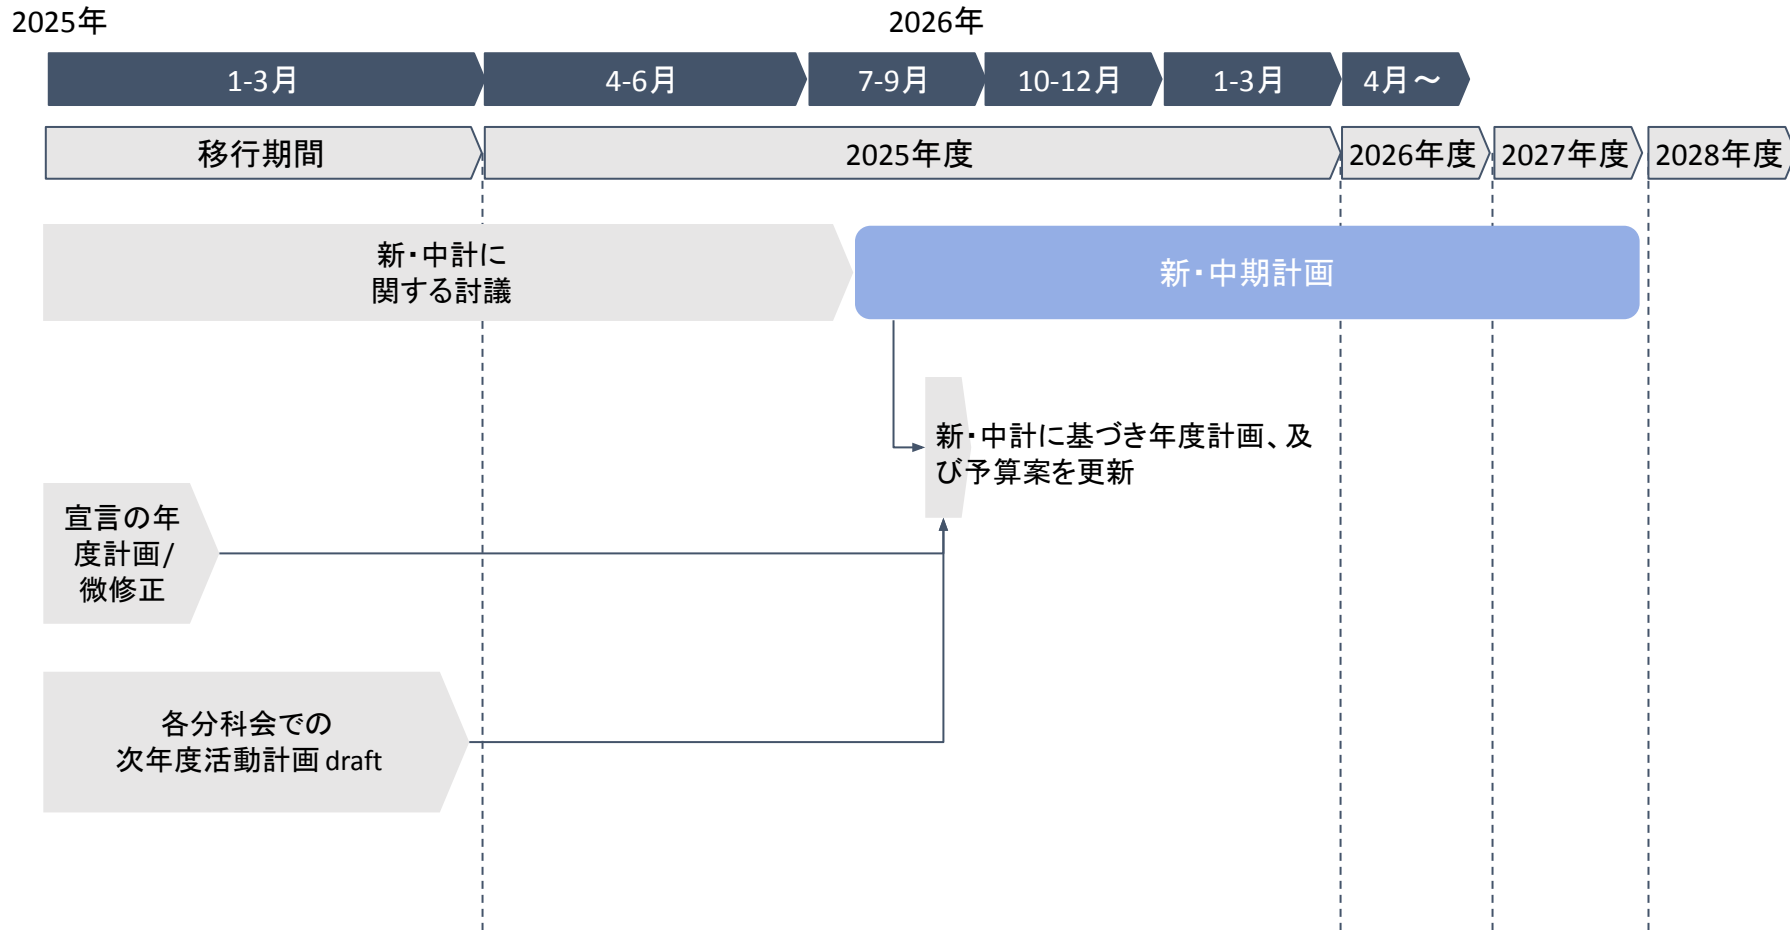 2025年
2026年
1-3月
4-6月
7-9月
10-12月
1-3月
4月～
移行期間
2025年度
2026年度
2027年度
2028年度
新・中計に
関する討議
新・中期計画
新・中計に基づき年度計画、及
び予算案を更新
宣言の年
度計画/
微修正
各分科会での
次年度活動計画 draft